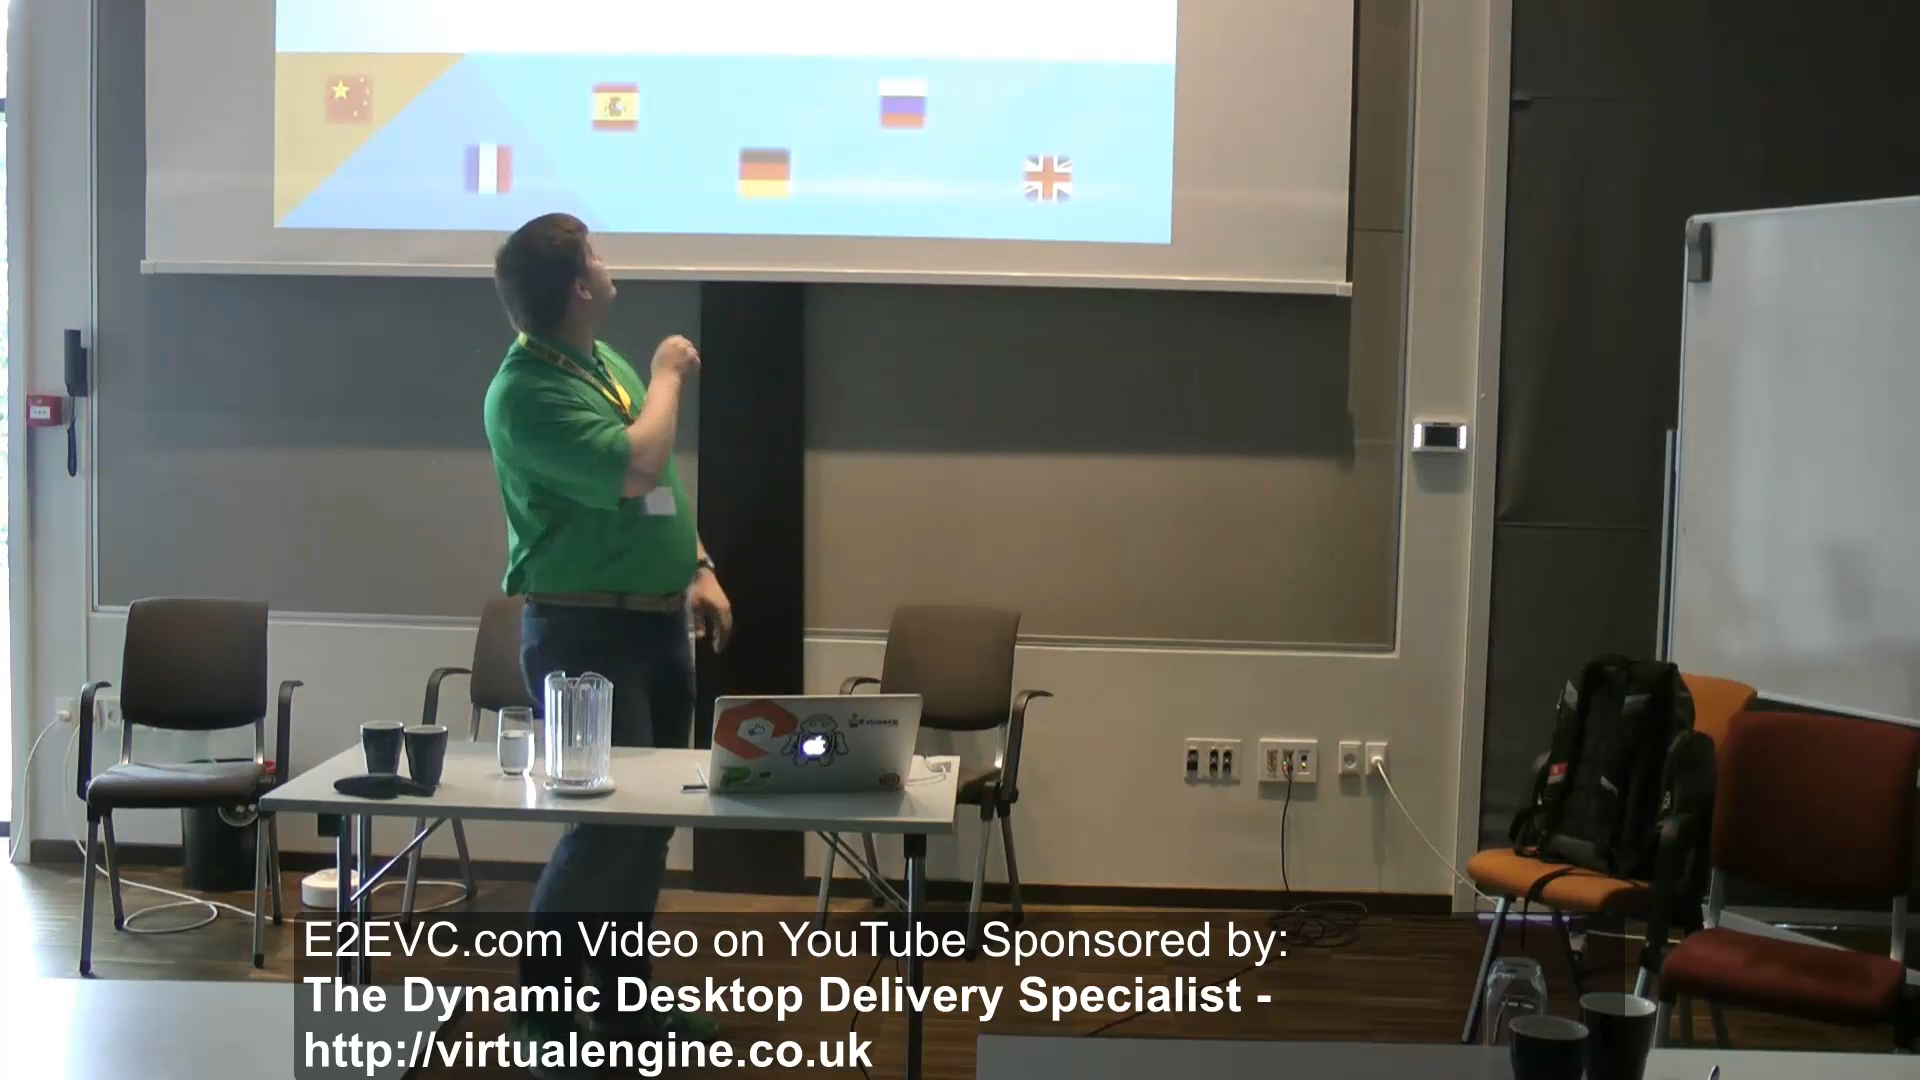 E2EVC.com Video on YouTube Sponsored by:
The Dynamic Desktop Delivery Specialist -
http://virtualengine.co.uk